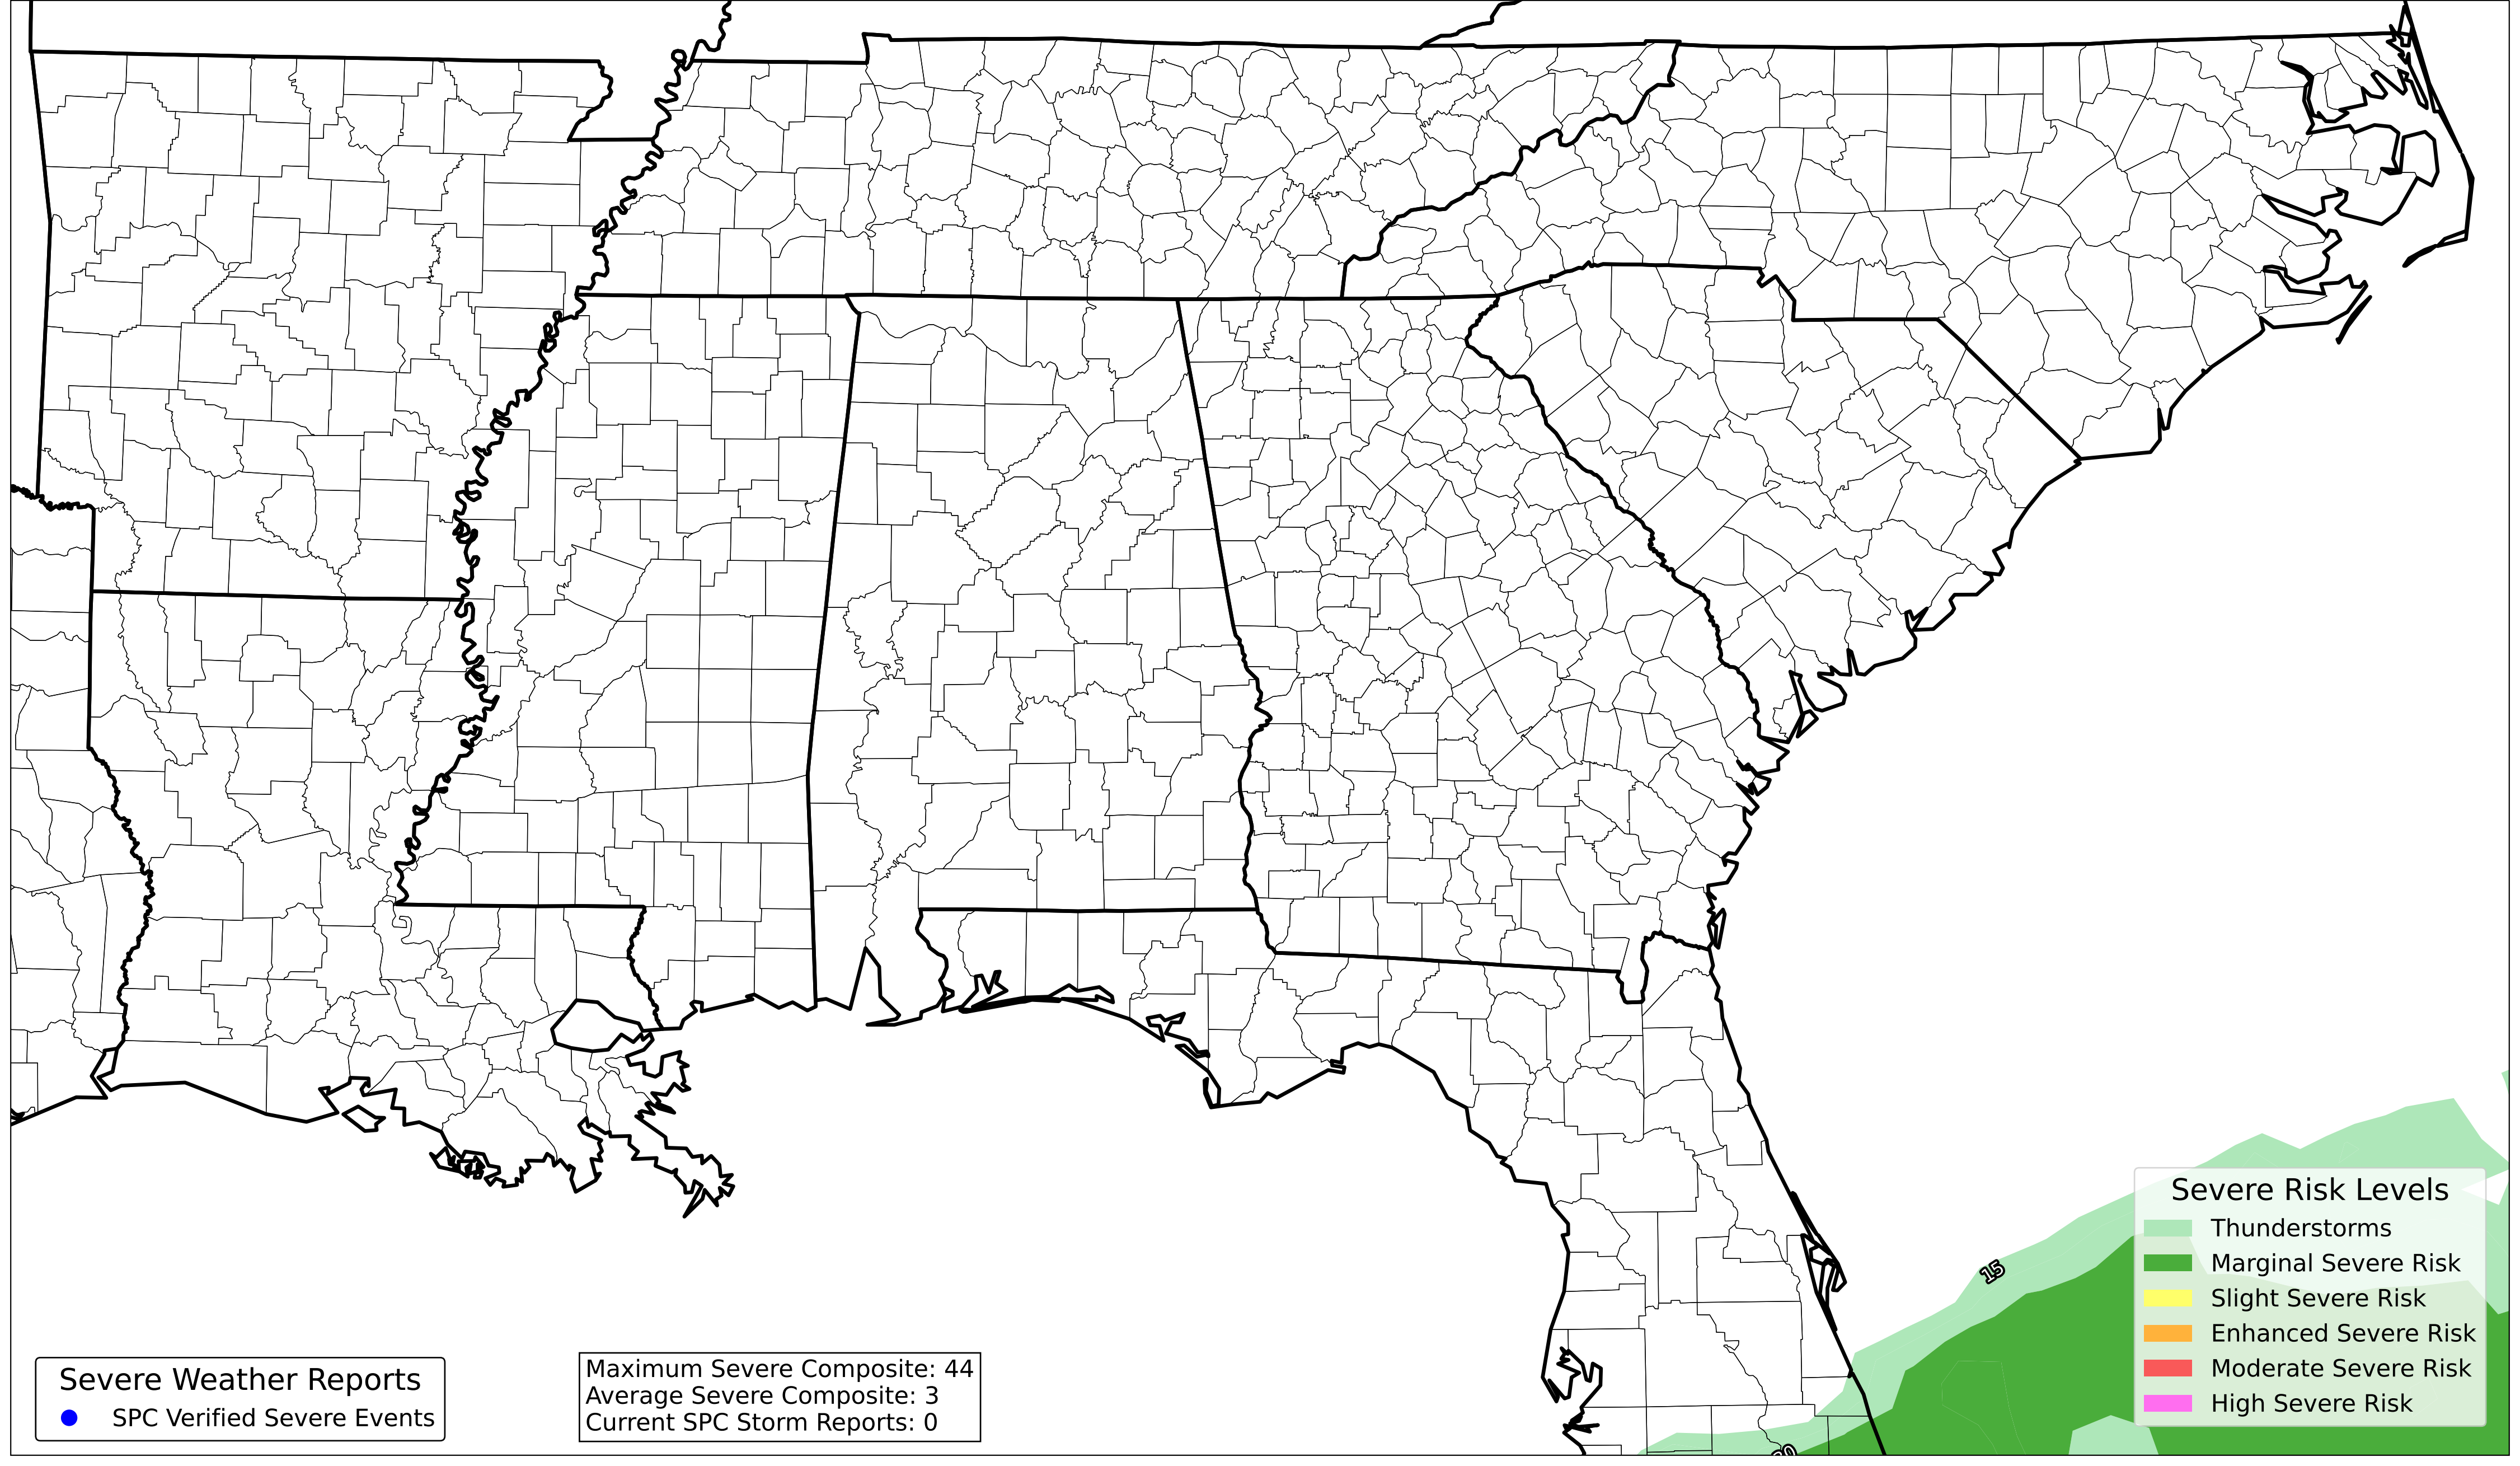 15
Severe Risk Levels
Thunderstorms
Marginal Severe Risk
Slight Severe Risk
Enhanced Severe Risk
Moderate Severe Risk
High Severe Risk
Severe Weather Reports
SPC Verified Severe Events
Maximum Severe Composite: 44
Average Severe Composite: 3
Current SPC Storm Reports: 0